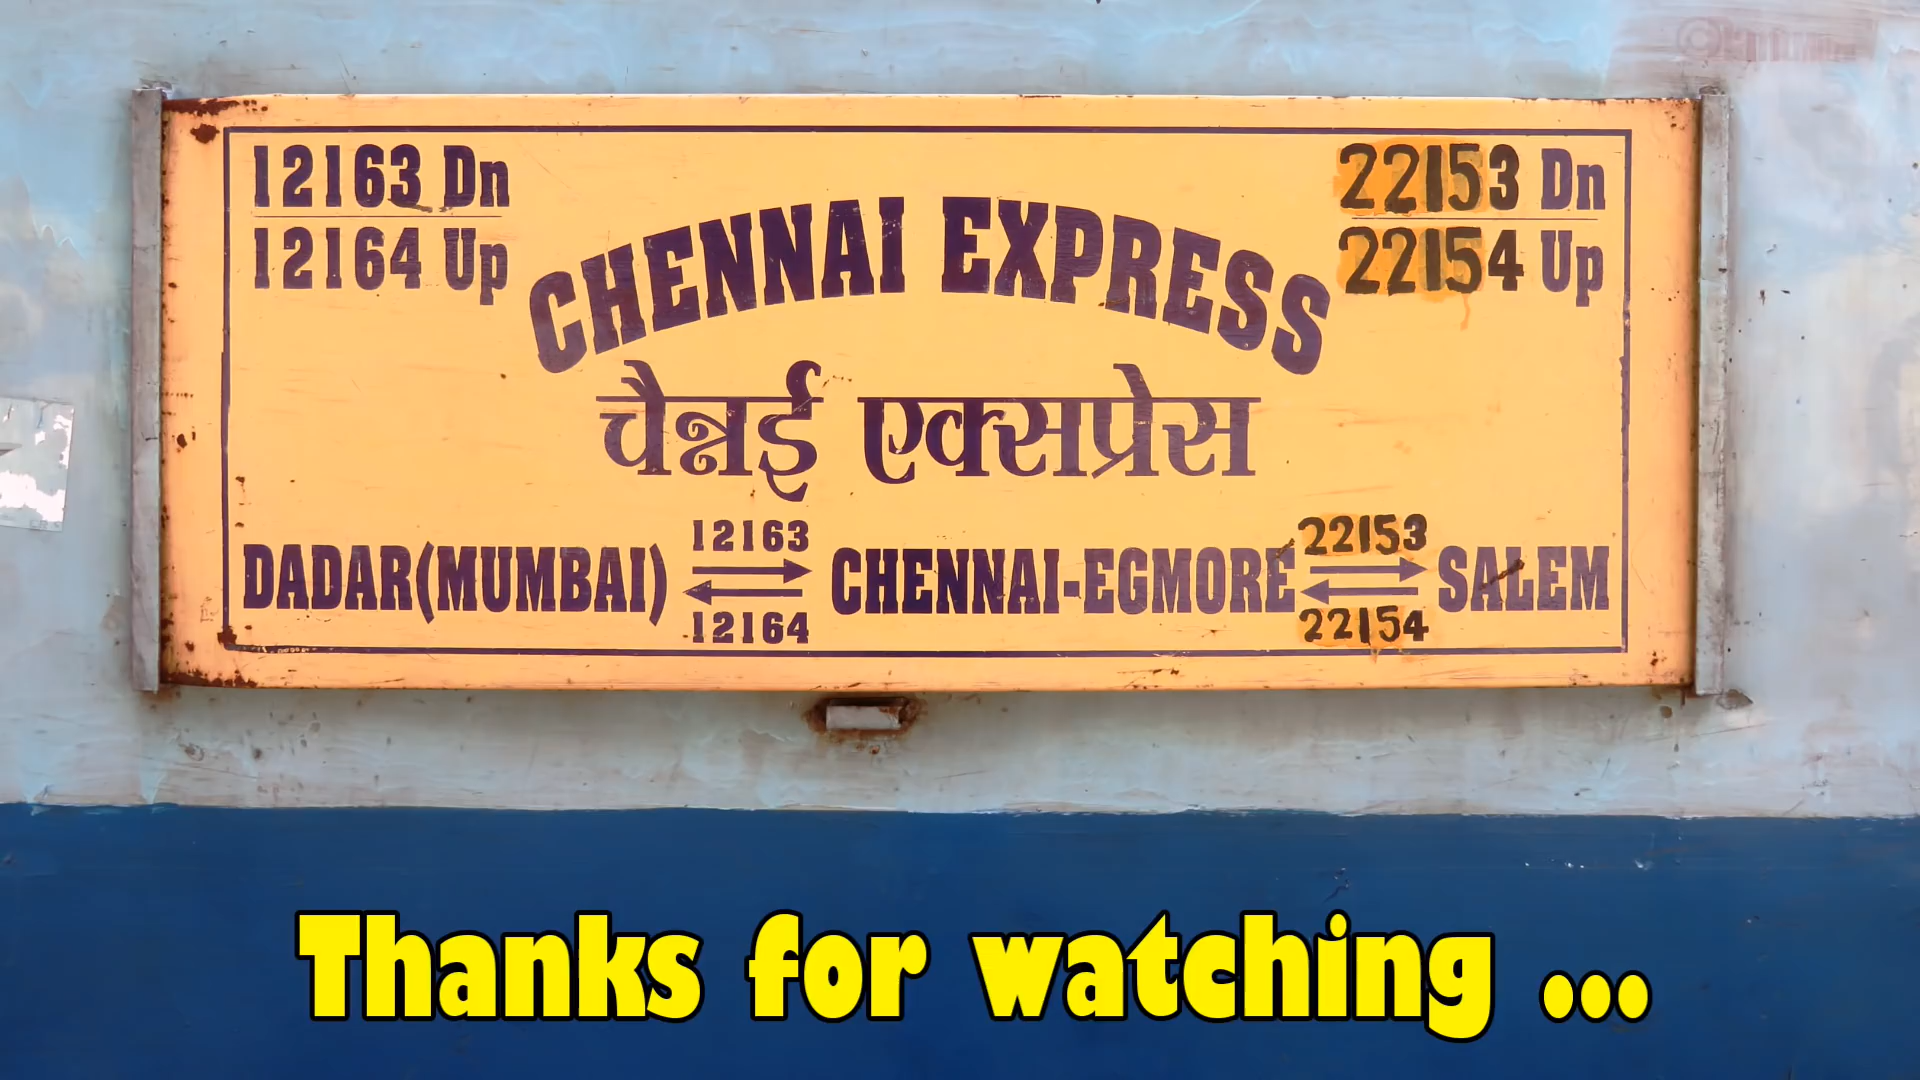 12163 Dn
12164 Up
22153 Dn
22154 Up
CHENNAI EXPRESS
चैन्नई एक्सप्रेस
12163
22153
DADAR(MUMBAI) CHENNAI-EGMORE SALEM
12164
22154
Thanks for watching ...